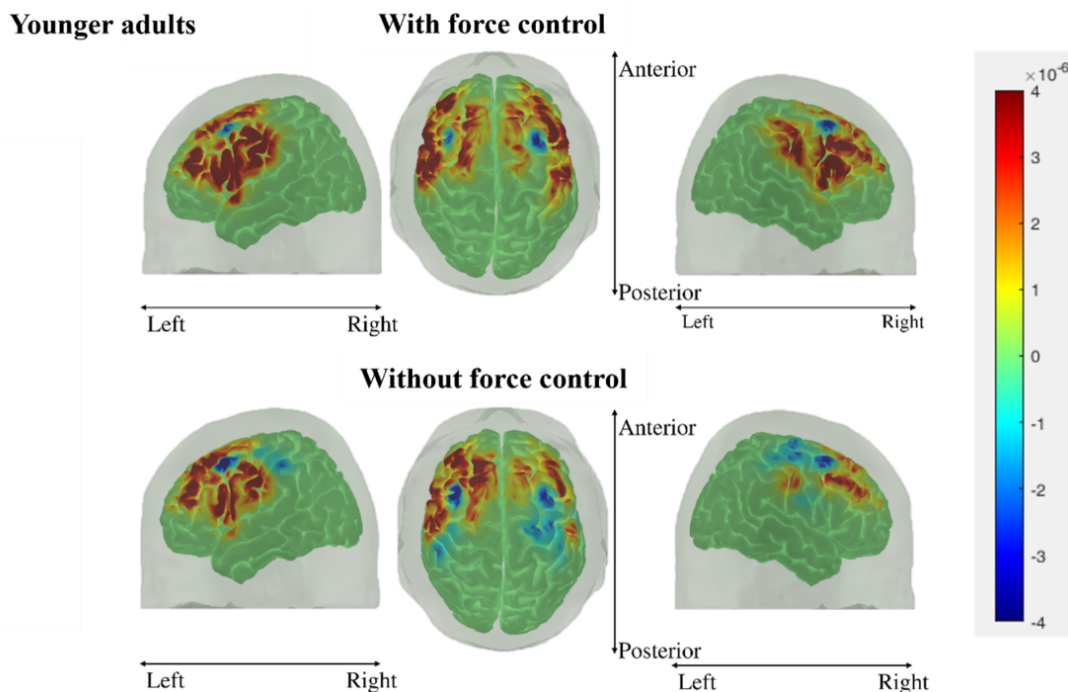 Younger adults
With force control
Anterior
Posterior
Left Right
Left Right
Without force control
Anterior
Posterior
Left Right
Left Right
×10⁻⁶
4
3
2
1
0
-1
-2
-3
-4